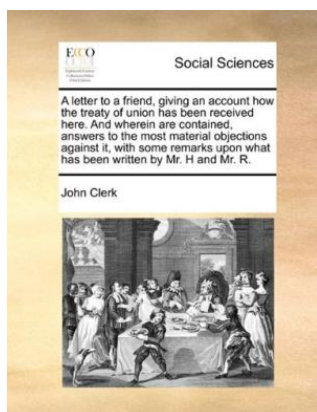 ECCO
Social Sciences
A letter to a friend, giving an account how
the treaty of union has been received
here. And wherein are contained,
answers to the most material objections
against it, with some remarks upon what
has been written by Mr. H and Mr. R.
John Clerk